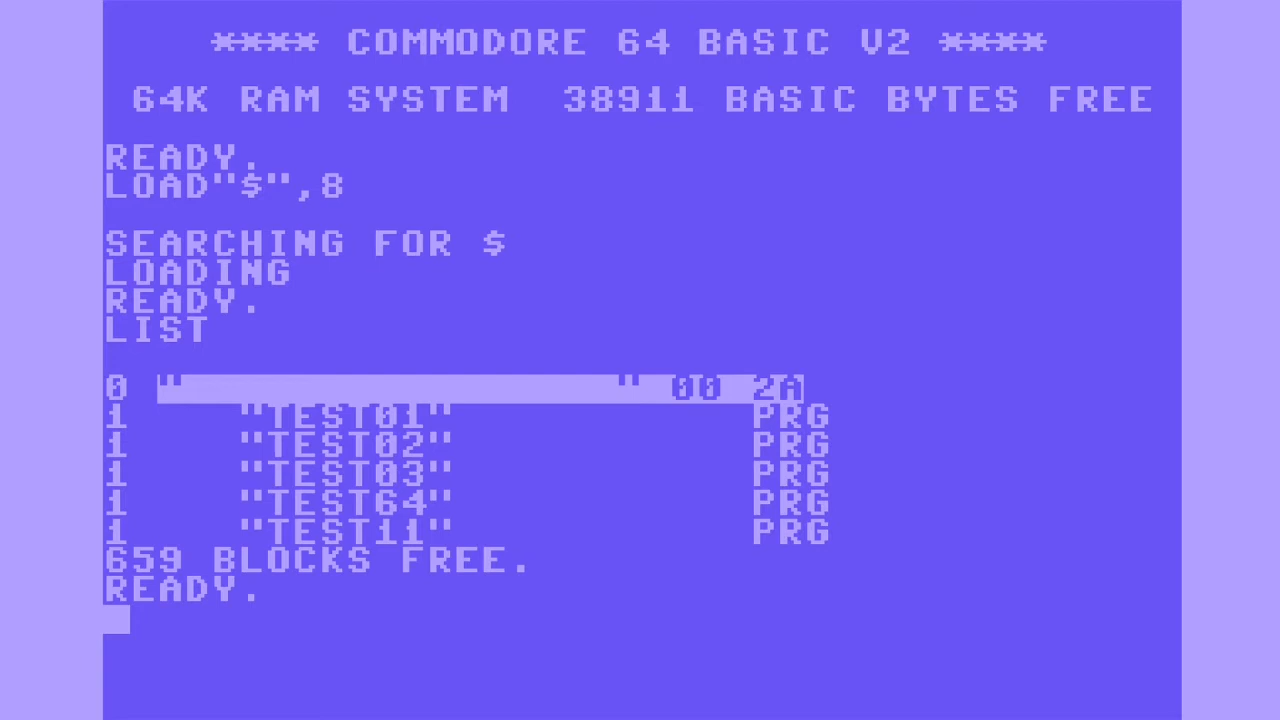 **** COMMODORE 64 BASIC V2 ****
64K RAM SYSTEM  38911 BASIC BYTES FREE
READY.
LOAD"$",8
SEARCHING FOR $
LOADING
READY.
LIST
0 "                " 00 2A
1    "TEST01"           PRG
1    "TEST02"           PRG
1    "TEST03"           PRG
1    "TEST64"           PRG
1    "TEST11"           PRG
659 BLOCKS FREE.
READY.